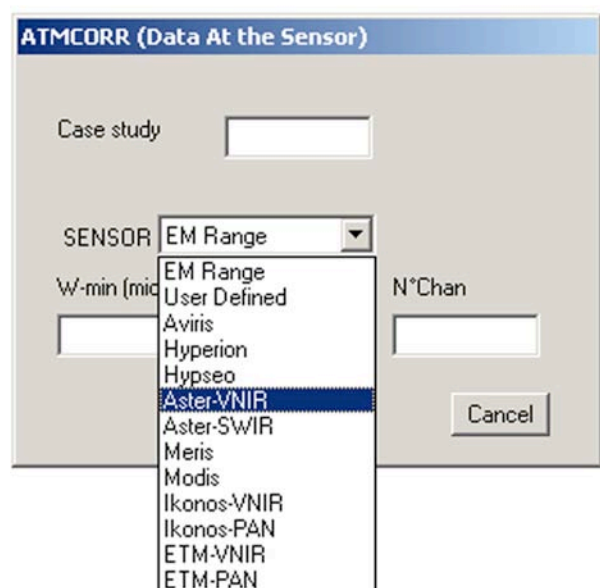 ATMCORR (Data At the Sensor)
Case study
SENSOR EM Range
W-min (mic
N°Chan
EM Range
User Defined
Aviris
Hyperion
Hypseo
Aster-VNIR
Aster-SWIR
Meris
Modis
Ikonos-VNIR
Ikonos-PAN
ETM-VNIR
ETM-PAN
Cancel